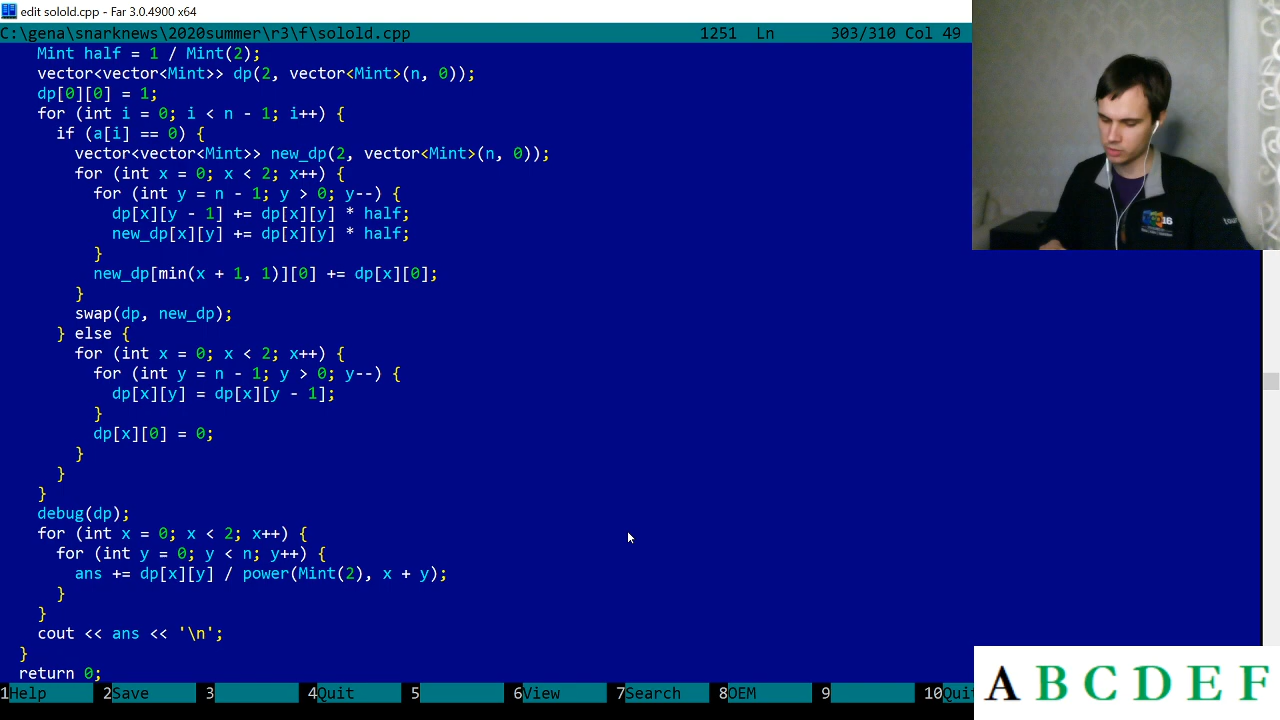 edit solold.cpp - Far 3.0.4900 x64
C:\gena\snarknews\2020summer\r3\f\solold.cpp 1251 Ln 303/310 Col 49
Mint half = 1 / Mint(2);
vector<vector<Mint>> dp(2, vector<Mint>(n, 0));
dp[0][0] = 1;
for (int i = 0; i < n - 1; i++) {
if (a[i] == 0) {
vector<vector<Mint>> new_dp(2, vector<Mint>(n, 0));
for (int x = 0; x < 2; x++) {
for (int y = n - 1; y > 0; y--) {
dp[x][y - 1] += dp[x][y] * half;
new_dp[x][y] += dp[x][y] * half;
}
new_dp[min(x + 1, 1)][0] += dp[x][0];
}
swap(dp, new_dp);
} else {
for (int x = 0; x < 2; x++) {
for (int y = n - 1; y > 0; y--) {
dp[x][y] = dp[x][y - 1];
}
dp[x][0] = 0;
}
}
}
debug(dp);
for (int x = 0; x < 2; x++) {
for (int y = 0; y < n; y++) {
ans += dp[x][y] / power(Mint(2), x + y);
}
}
cout << ans << '\n';
}
return 0;
1Help 2Save 3 4Quit 5 6View 7Search 8OEM 9 10Qui
A B C D E F